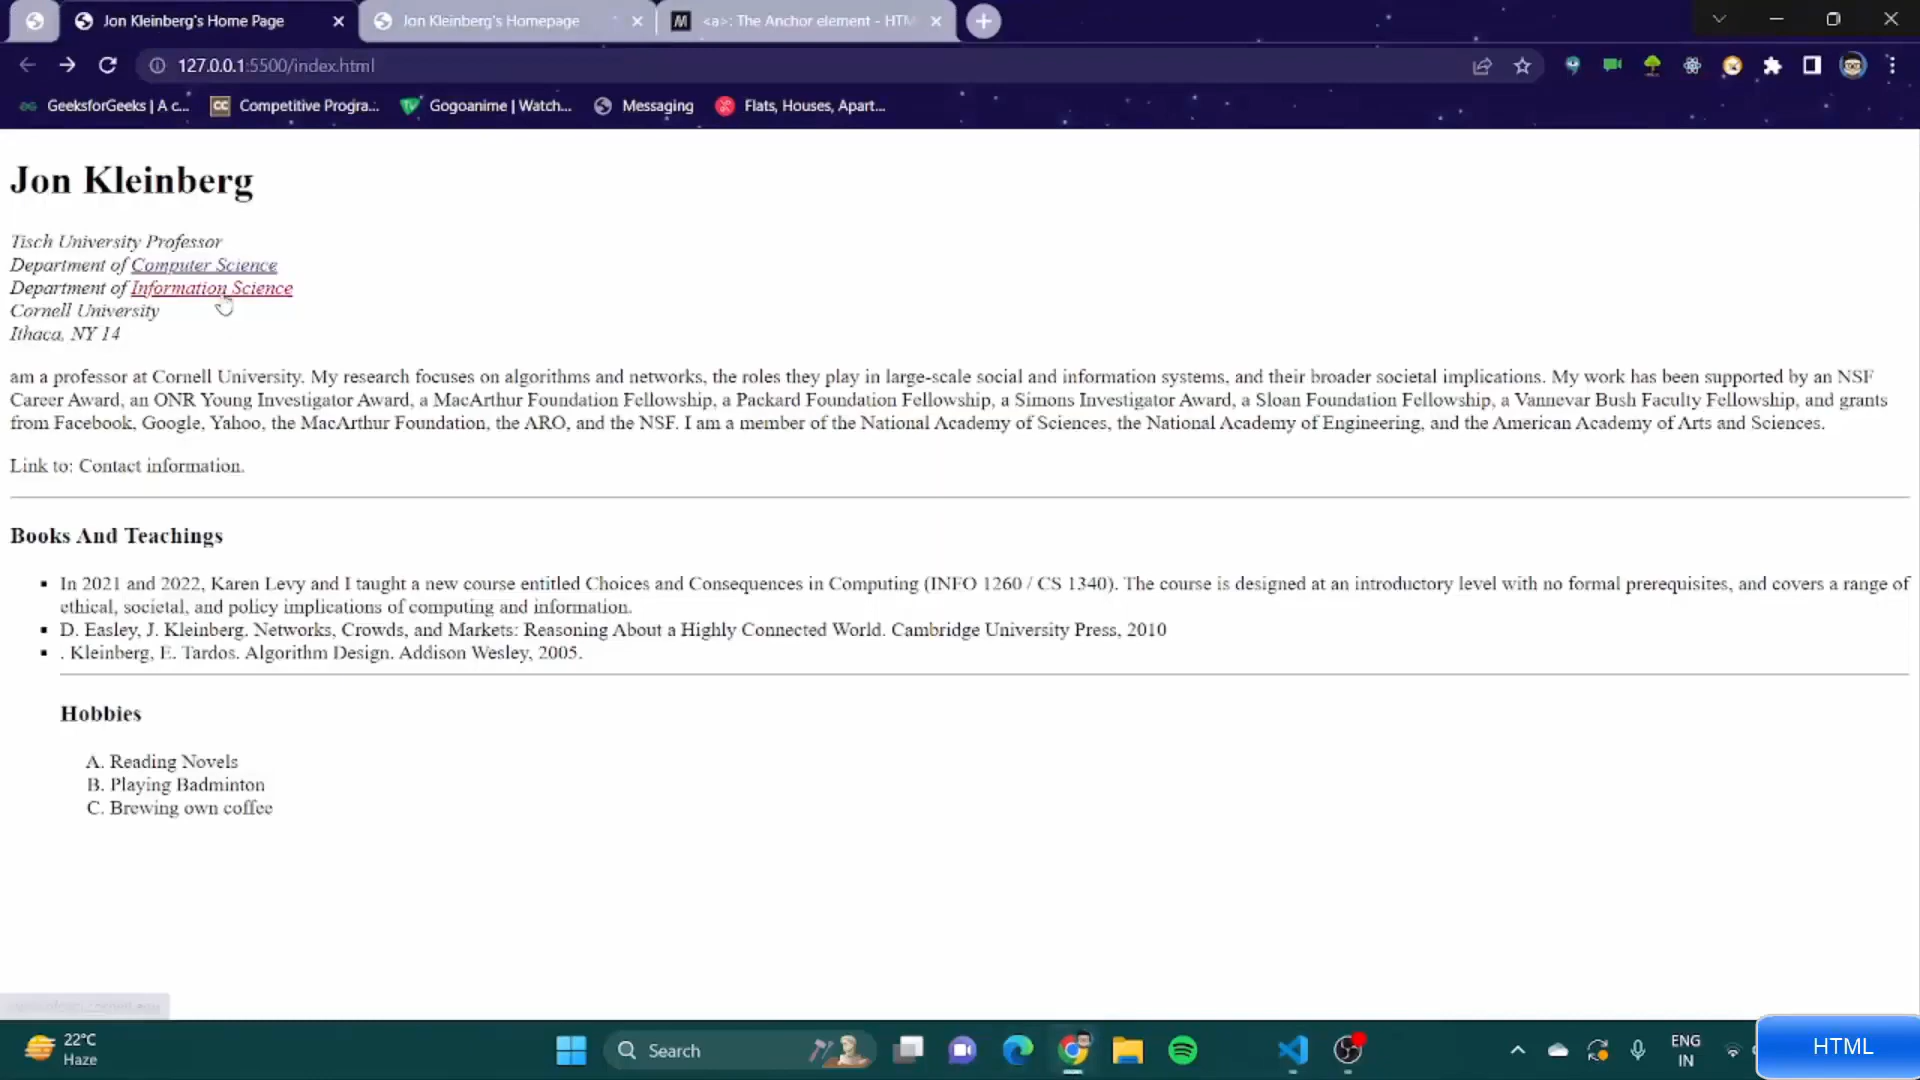 Jon Kleinberg's Home Page
Jon Kleinberg's Homepage
<a>: The Anchor element - HTM
127.0.0.1:5500/index.html
GeeksforGeeks | A c...
CC
Competitive Progra...
Gogoanime | Watch...
Messaging
Flats, Houses, Apart...
Jon Kleinberg
Tisch University Professor
Department of Computer Science
Department of Information Science
Cornell University
Ithaca, NY 14
am a professor at Cornell University. My research focuses on algorithms and networks, the roles they play in large-scale social and information systems, and their broader societal implications. My work has been supported by an NSF
Career Award, an ONR Young Investigator Award, a MacArthur Foundation Fellowship, a Packard Foundation Fellowship, a Simons Investigator Award, a Sloan Foundation Fellowship, a Vannevar Bush Faculty Fellowship, and grants
from Facebook, Google, Yahoo, the MacArthur Foundation, the ARO, and the NSF. I am a member of the National Academy of Sciences, the National Academy of Engineering, and the American Academy of Arts and Sciences.
Link to: Contact information.
Books And Teachings
▪ In 2021 and 2022, Karen Levy and I taught a new course entitled Choices and Consequences in Computing (INFO 1260 / CS 1340). The course is designed at an introductory level with no formal prerequisites, and covers a range of
ethical, societal, and policy implications of computing and information.
▪ D. Easley, J. Kleinberg. Networks, Crowds, and Markets: Reasoning About a Highly Connected World. Cambridge University Press, 2010
▪ . Kleinberg, E. Tardos. Algorithm Design. Addison Wesley, 2005.
Hobbies
A. Reading Novels
B. Playing Badminton
C. Brewing own coffee
22°C
Haze
Search
ENG
IN
HTML